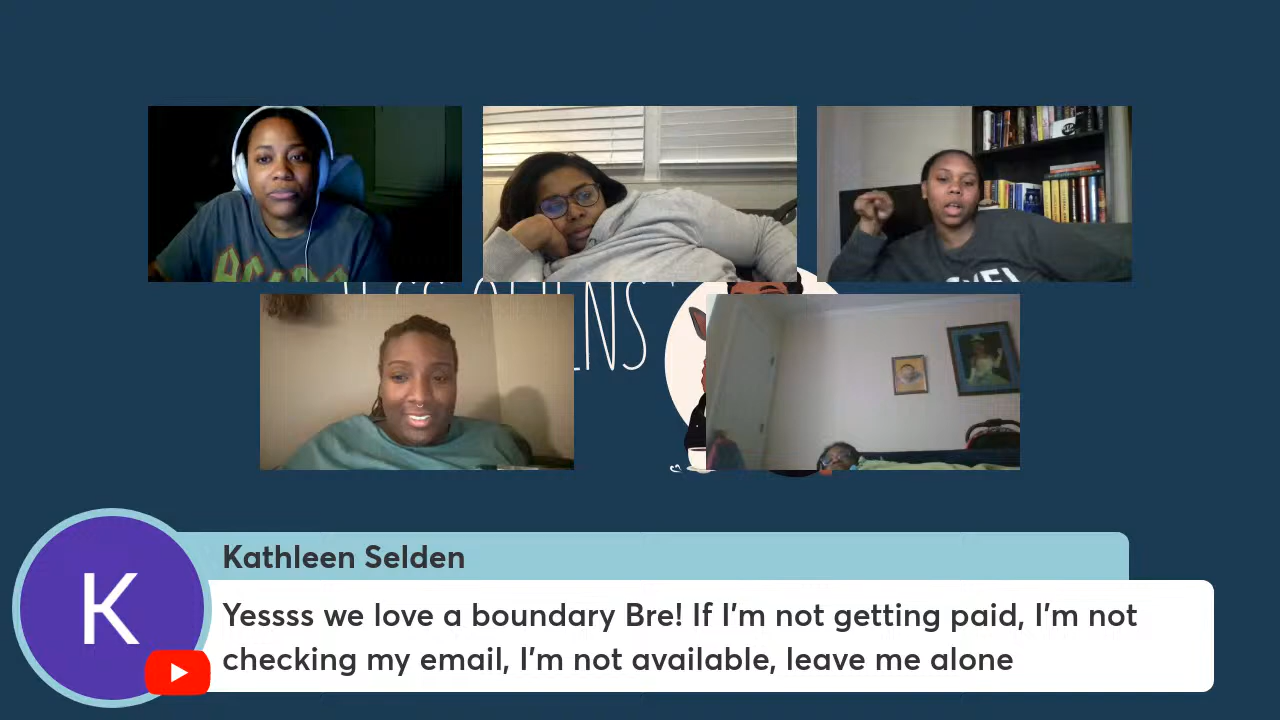 Kathleen Selden
Yessss we love a boundary Bre! If I'm not getting paid, I'm not
checking my email, I'm not available, leave me alone
K